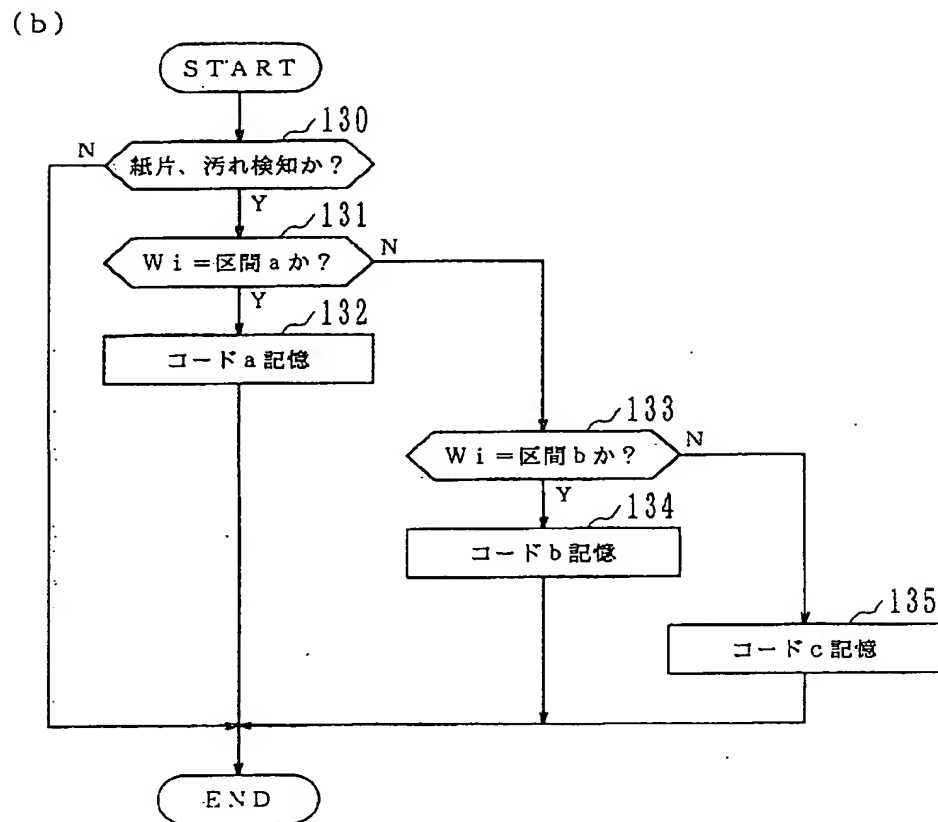 (b)
START
130
N
紙片、汚れ検知か？
Y
131
N
Wi=区間aか？
Y
132
コードa記憶
133
N
Wi=区間bか？
Y
134
コードb記憶
135
コードc記憶
END